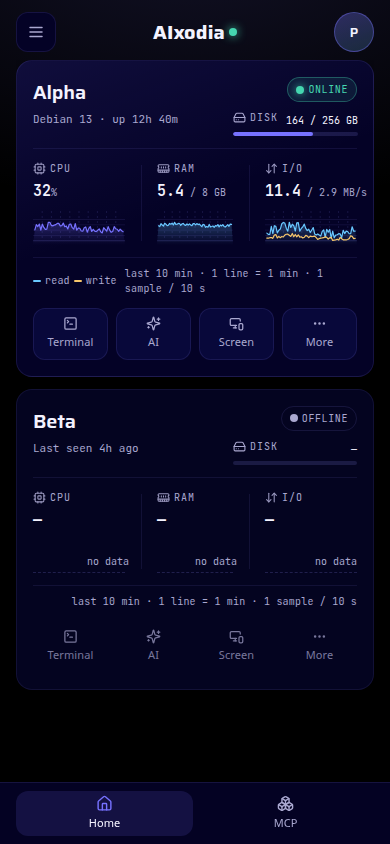 AIxodia
P
Alpha
ONLINE
Debian 13 · up 12h 40m
DISK 164 / 256 GB
CPU
RAM
I/O
32%
5.4 / 8 GB
11.4 / 2.9 MB/s
read write last 10 min · 1 line = 1 min · 1
sample / 10 s
Terminal
AI
Screen
More
Beta
OFFLINE
Last seen 4h ago
DISK –
CPU
RAM
I/O
–
–
–
no data
no data
no data
last 10 min · 1 line = 1 min · 1 sample / 10 s
Terminal
AI
Screen
More
Home
MCP